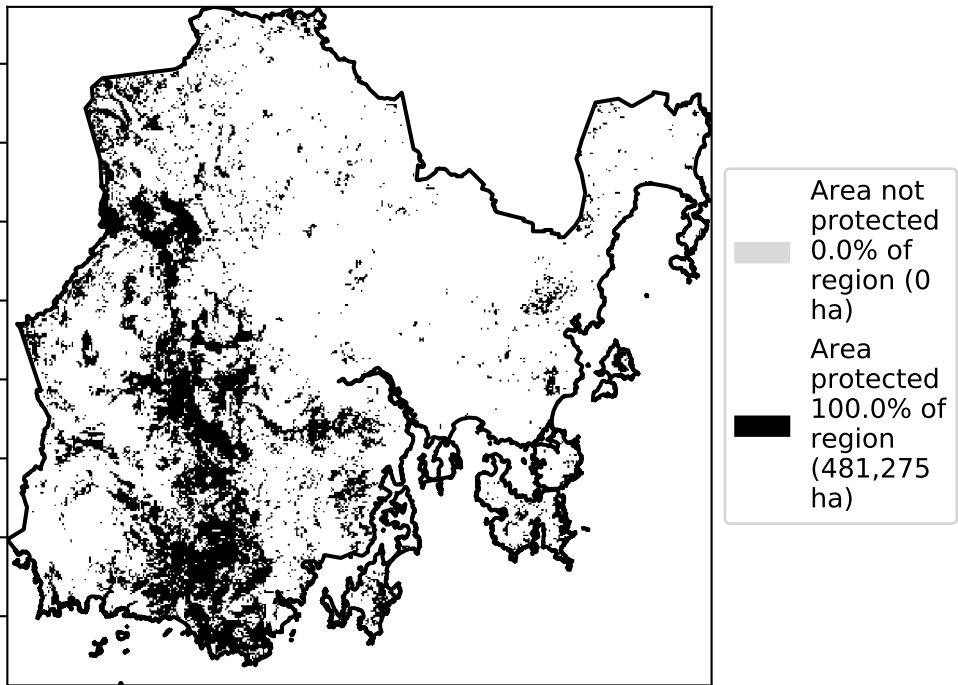 Area not
protected
0.0% of
region (0
ha)
Area
protected
100.0% of
region
(481,275
ha)